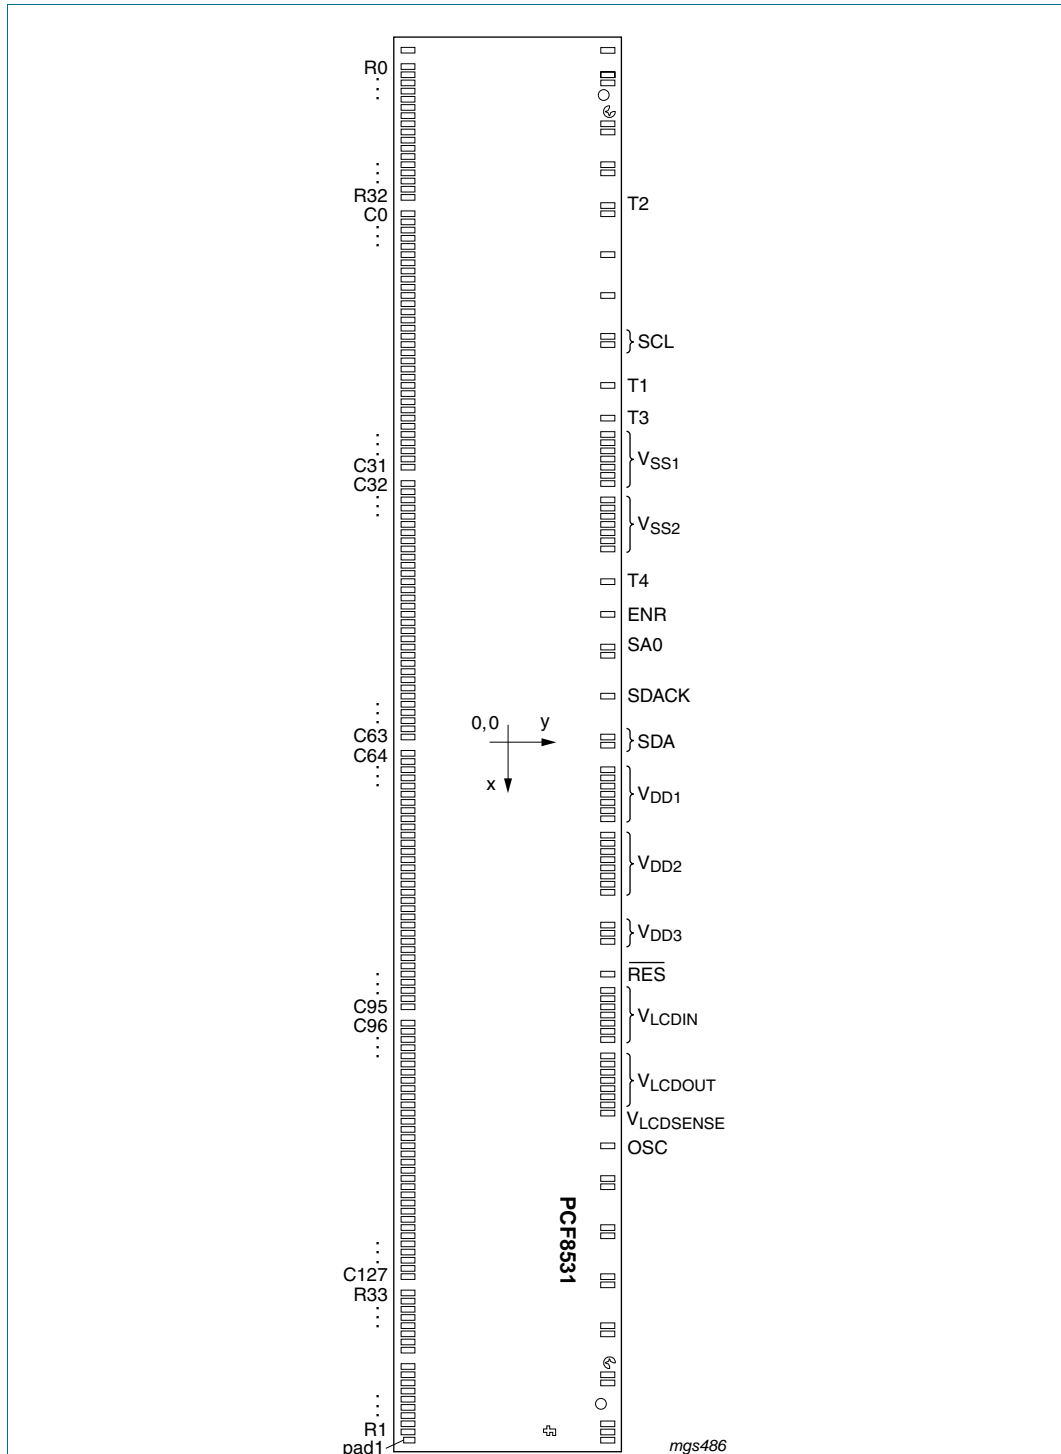 R0
R32
C0
C31
C32
C63
C64
C95
C96
C127
R33
R1
pad1
0,0
y
x
PCF8531
T2
SCL
T1
T3
VSS1
VSS2
T4
ENR
SA0
SDACK
SDA
VDD1
VDD2
VDD3
RES
VLCDIN
VLCDOUT
VLCDSENSE
OSC
mgs486